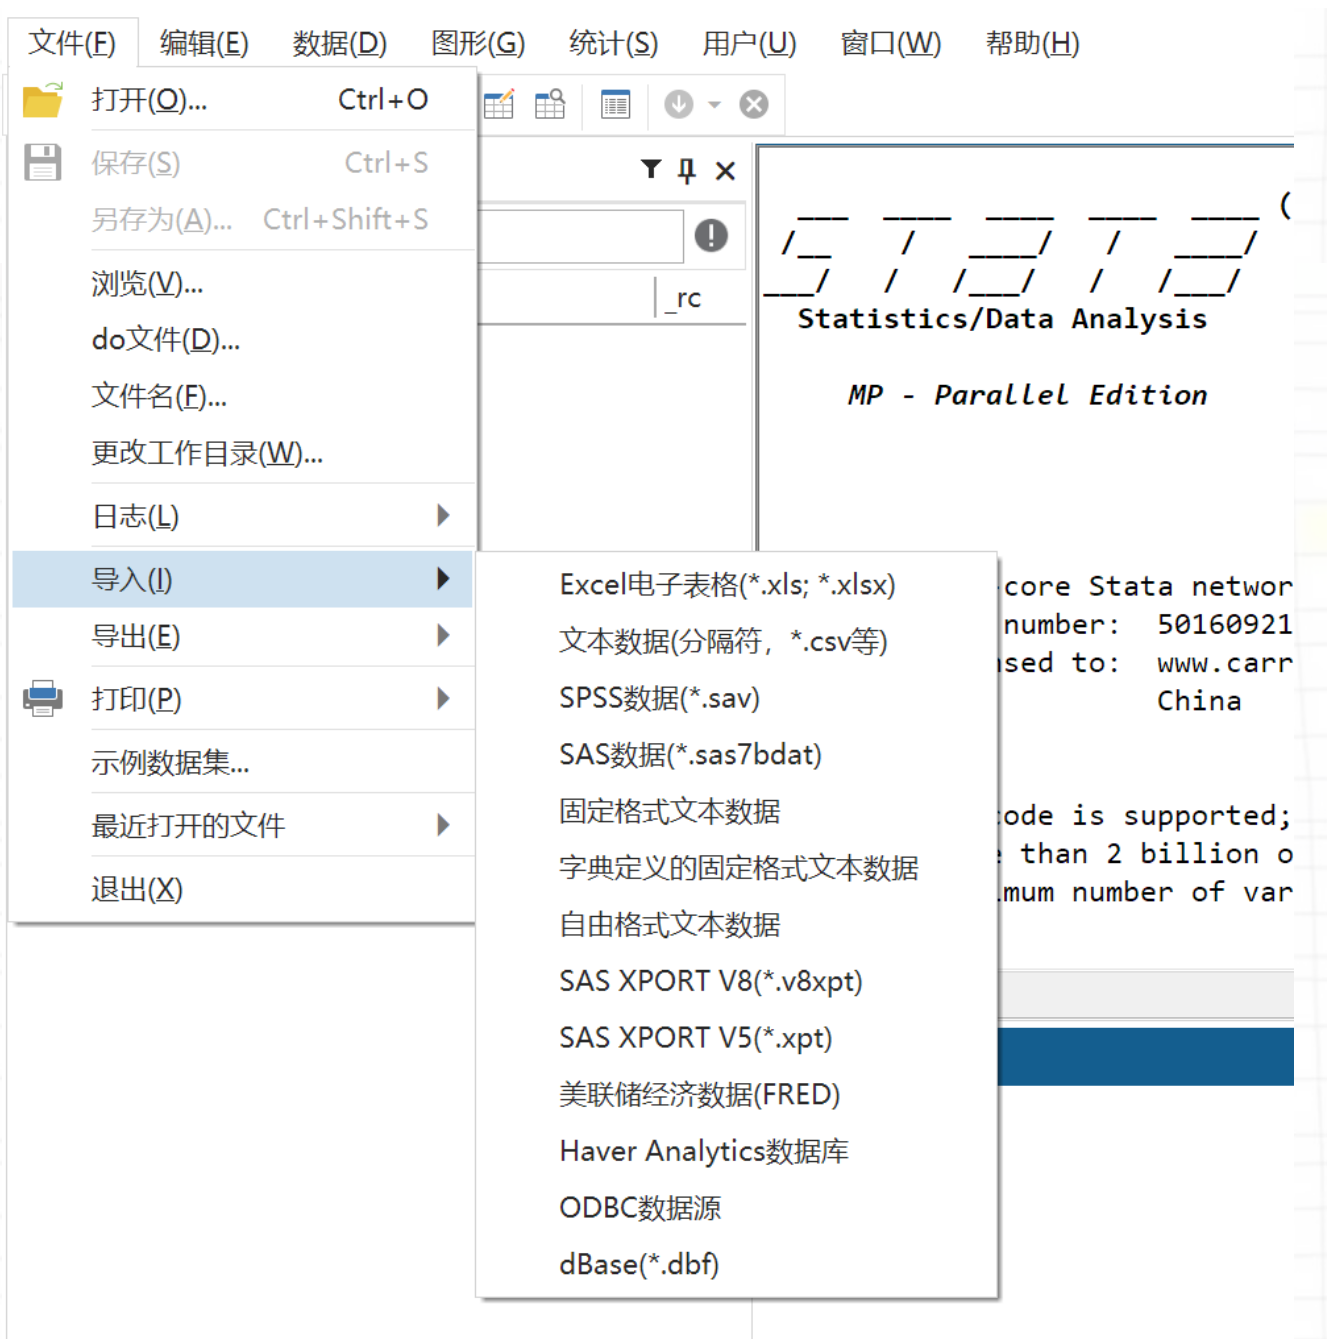 文件(F) 编辑(E) 数据(D) 图形(G) 统计(S) 用户(U) 窗口(W) 帮助(H)
打开(O)... Ctrl+O
保存(S) Ctrl+S
另存为(A)... Ctrl+Shift+S
浏览(V)...
do文件(D)...
文件名(F)...
更改工作目录(W)...
日志(L)
导入(I)
导出(E)
打印(P)
示例数据集...
最近打开的文件
退出(X)
Excel电子表格(*.xls; *.xlsx)
文本数据(分隔符，*.csv等)
SPSS数据(*.sav)
SAS数据(*.sas7bdat)
固定格式文本数据
字典定义的固定格式文本数据
自由格式文本数据
SAS XPORT V8(*.v8xpt)
SAS XPORT V5(*.xpt)
美联储经济数据(FRED)
Haver Analytics数据库
ODBC数据源
dBase(*.dbf)
_rc
Statistics/Data Analysis
MP - Parallel Edition
core Stata networ
number: 50160921
nsed to: www.carr
China
code is supported;
than 2 billion o
mum number of var